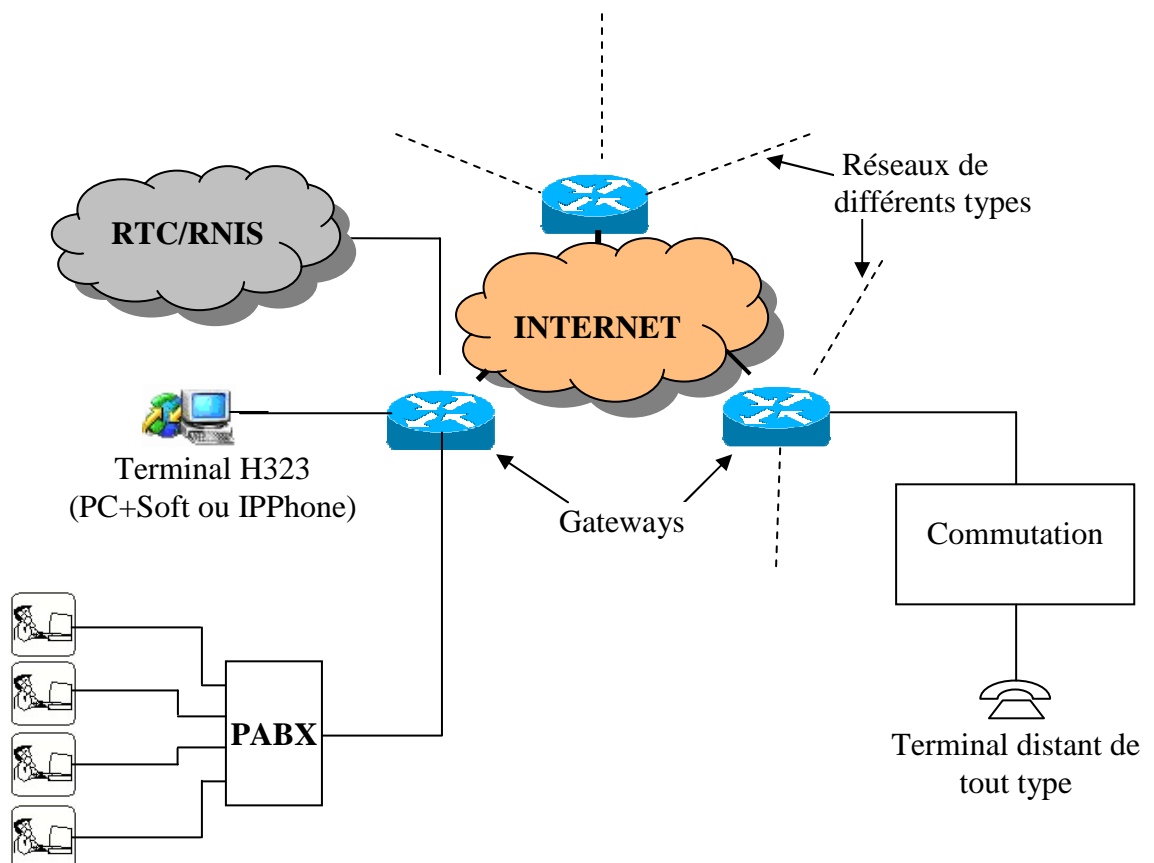 Réseaux de
différents types
RTC/RNIS
INTERNET
Terminal H323
(PC+Soft ou IPPhone)
Gateways
Commutation
PABX
Terminal distant de
tout type